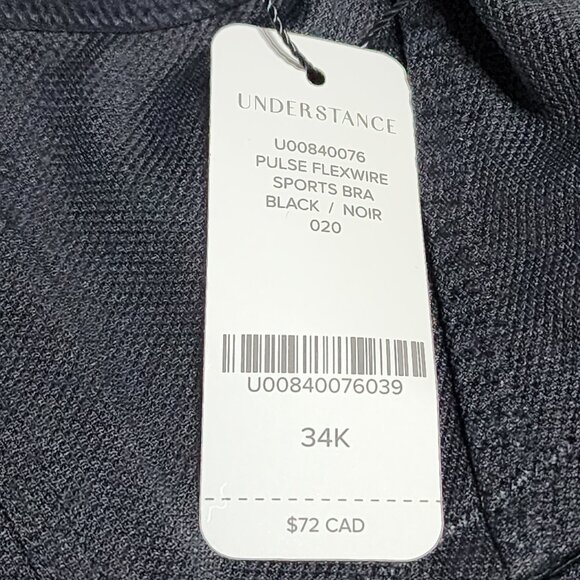 UNDERSTANCE
U00840076
PULSE FLEXWIRE
SPORTS BRA
BLACK / NOIR
020
U00840076039
34K
$72 CAD